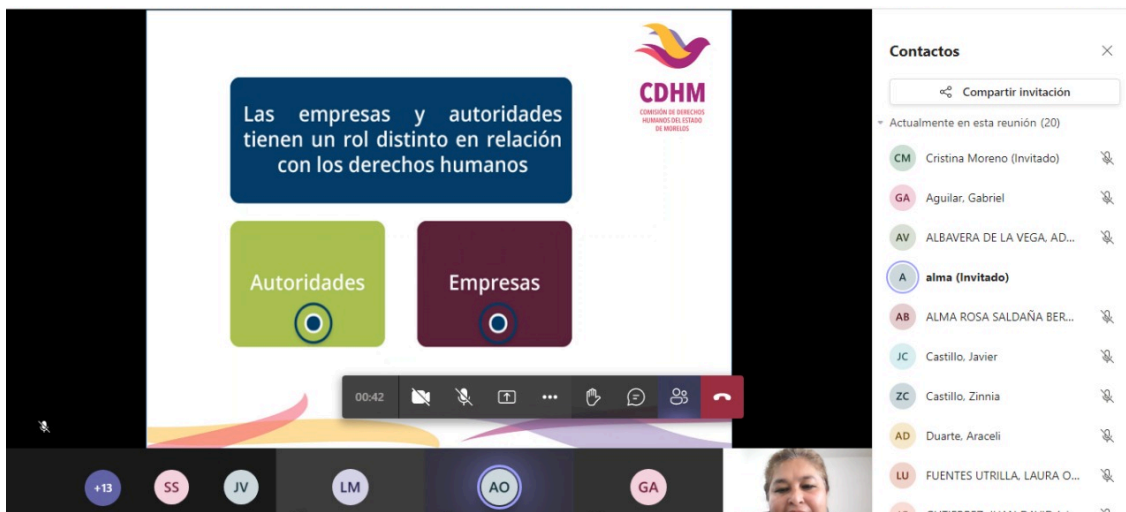 Las empresas y autoridades
tienen un rol distinto en relación
con los derechos humanos
CDHM
COMISIÓN DE DERECHOS
HUMANOS DEL ESTADO
DE MORELOS
Autoridades
Empresas
00:42
+13
SS
JV
LM
AO
GA
Contactos
Compartir invitación
Actualmente en esta reunión (20)
CM Cristina Moreno (Invitado)
GA Aguilar, Gabriel
AV ALBAVERA DE LA VEGA, AD...
A alma (Invitado)
AB ALMA ROSA SALDAÑA BER...
JC Castillo, Javier
ZC Castillo, Zinnia
AD Duarte, Araceli
LU FUENTES UTRILLA, LAURA O...